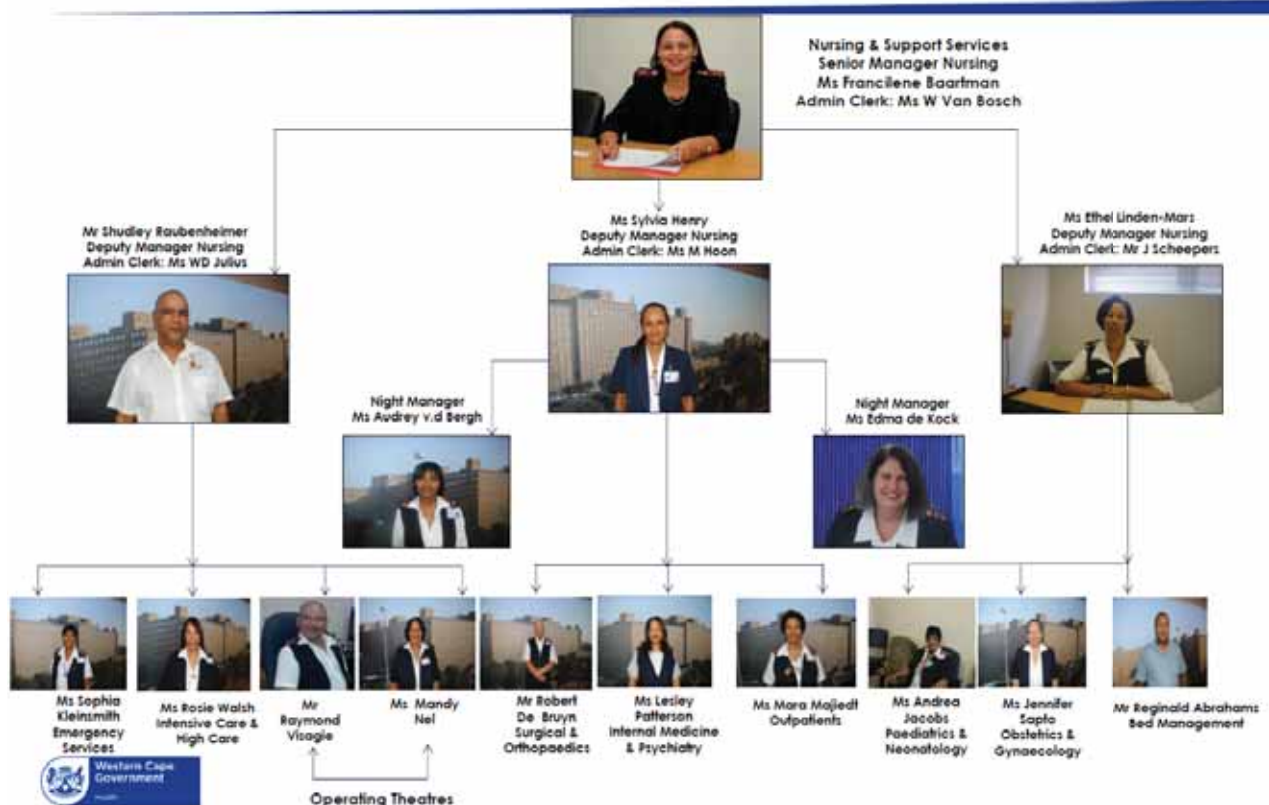 Nursing & Support Services
Senior Manager Nursing
Ms Francilene Baartman
Admin Clerk: Ms W Van Bosch
Mr Shudley Raubenheimer
Deputy Manager Nursing
Admin Clerk: Ms WD Julius
Ms Sylvia Henry
Deputy Manager Nursing
Admin Clerk: Ms M Hoon
Ms Ethel Linden-Mars
Deputy Manager Nursing
Admin Clerk: Mr J Scheepers
Night Manager
Ms Audrey v.d Bergh
Night Manager
Ms Edma de Kock
Ms Sophia
Kleinsmith
Emergency
Services
Ms Rosie Walsh
Intensive Care &
High Care
Mr
Raymond
Visagie
Ms Mandy
Nel
Mr Robert
De Bruyn
Surgical &
Orthopaedics
Ms Lesley
Patterson
Internal Medicine
& Psychiatry
Ms Mara Majiedt
Outpatients
Ms Andrea
Jacobs
Paediatrics &
Neonatology
Ms Jennifer
Sapto
Obstetrics &
Gynaecology
Mr Reginald Abrahams
Bed Management
Operating Theatres
Western Cape
Government
Health